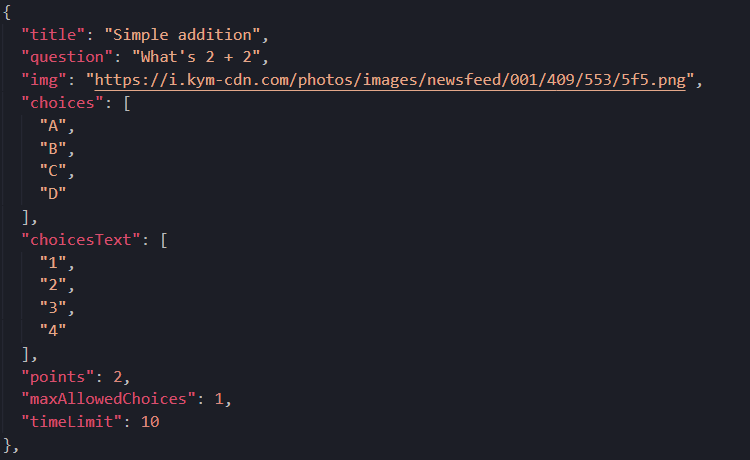 {
"title": "Simple addition",
"question": "What's 2 + 2",
"img": "https://i.kym-cdn.com/photos/images/newsfeed/001/409/553/5f5.png",
"choices": [
"A",
"B",
"C",
"D"
],
"choicesText": [
"1",
"2",
"3",
"4"
],
"points": 2,
"maxAllowedChoices": 1,
"timeLimit": 10
},